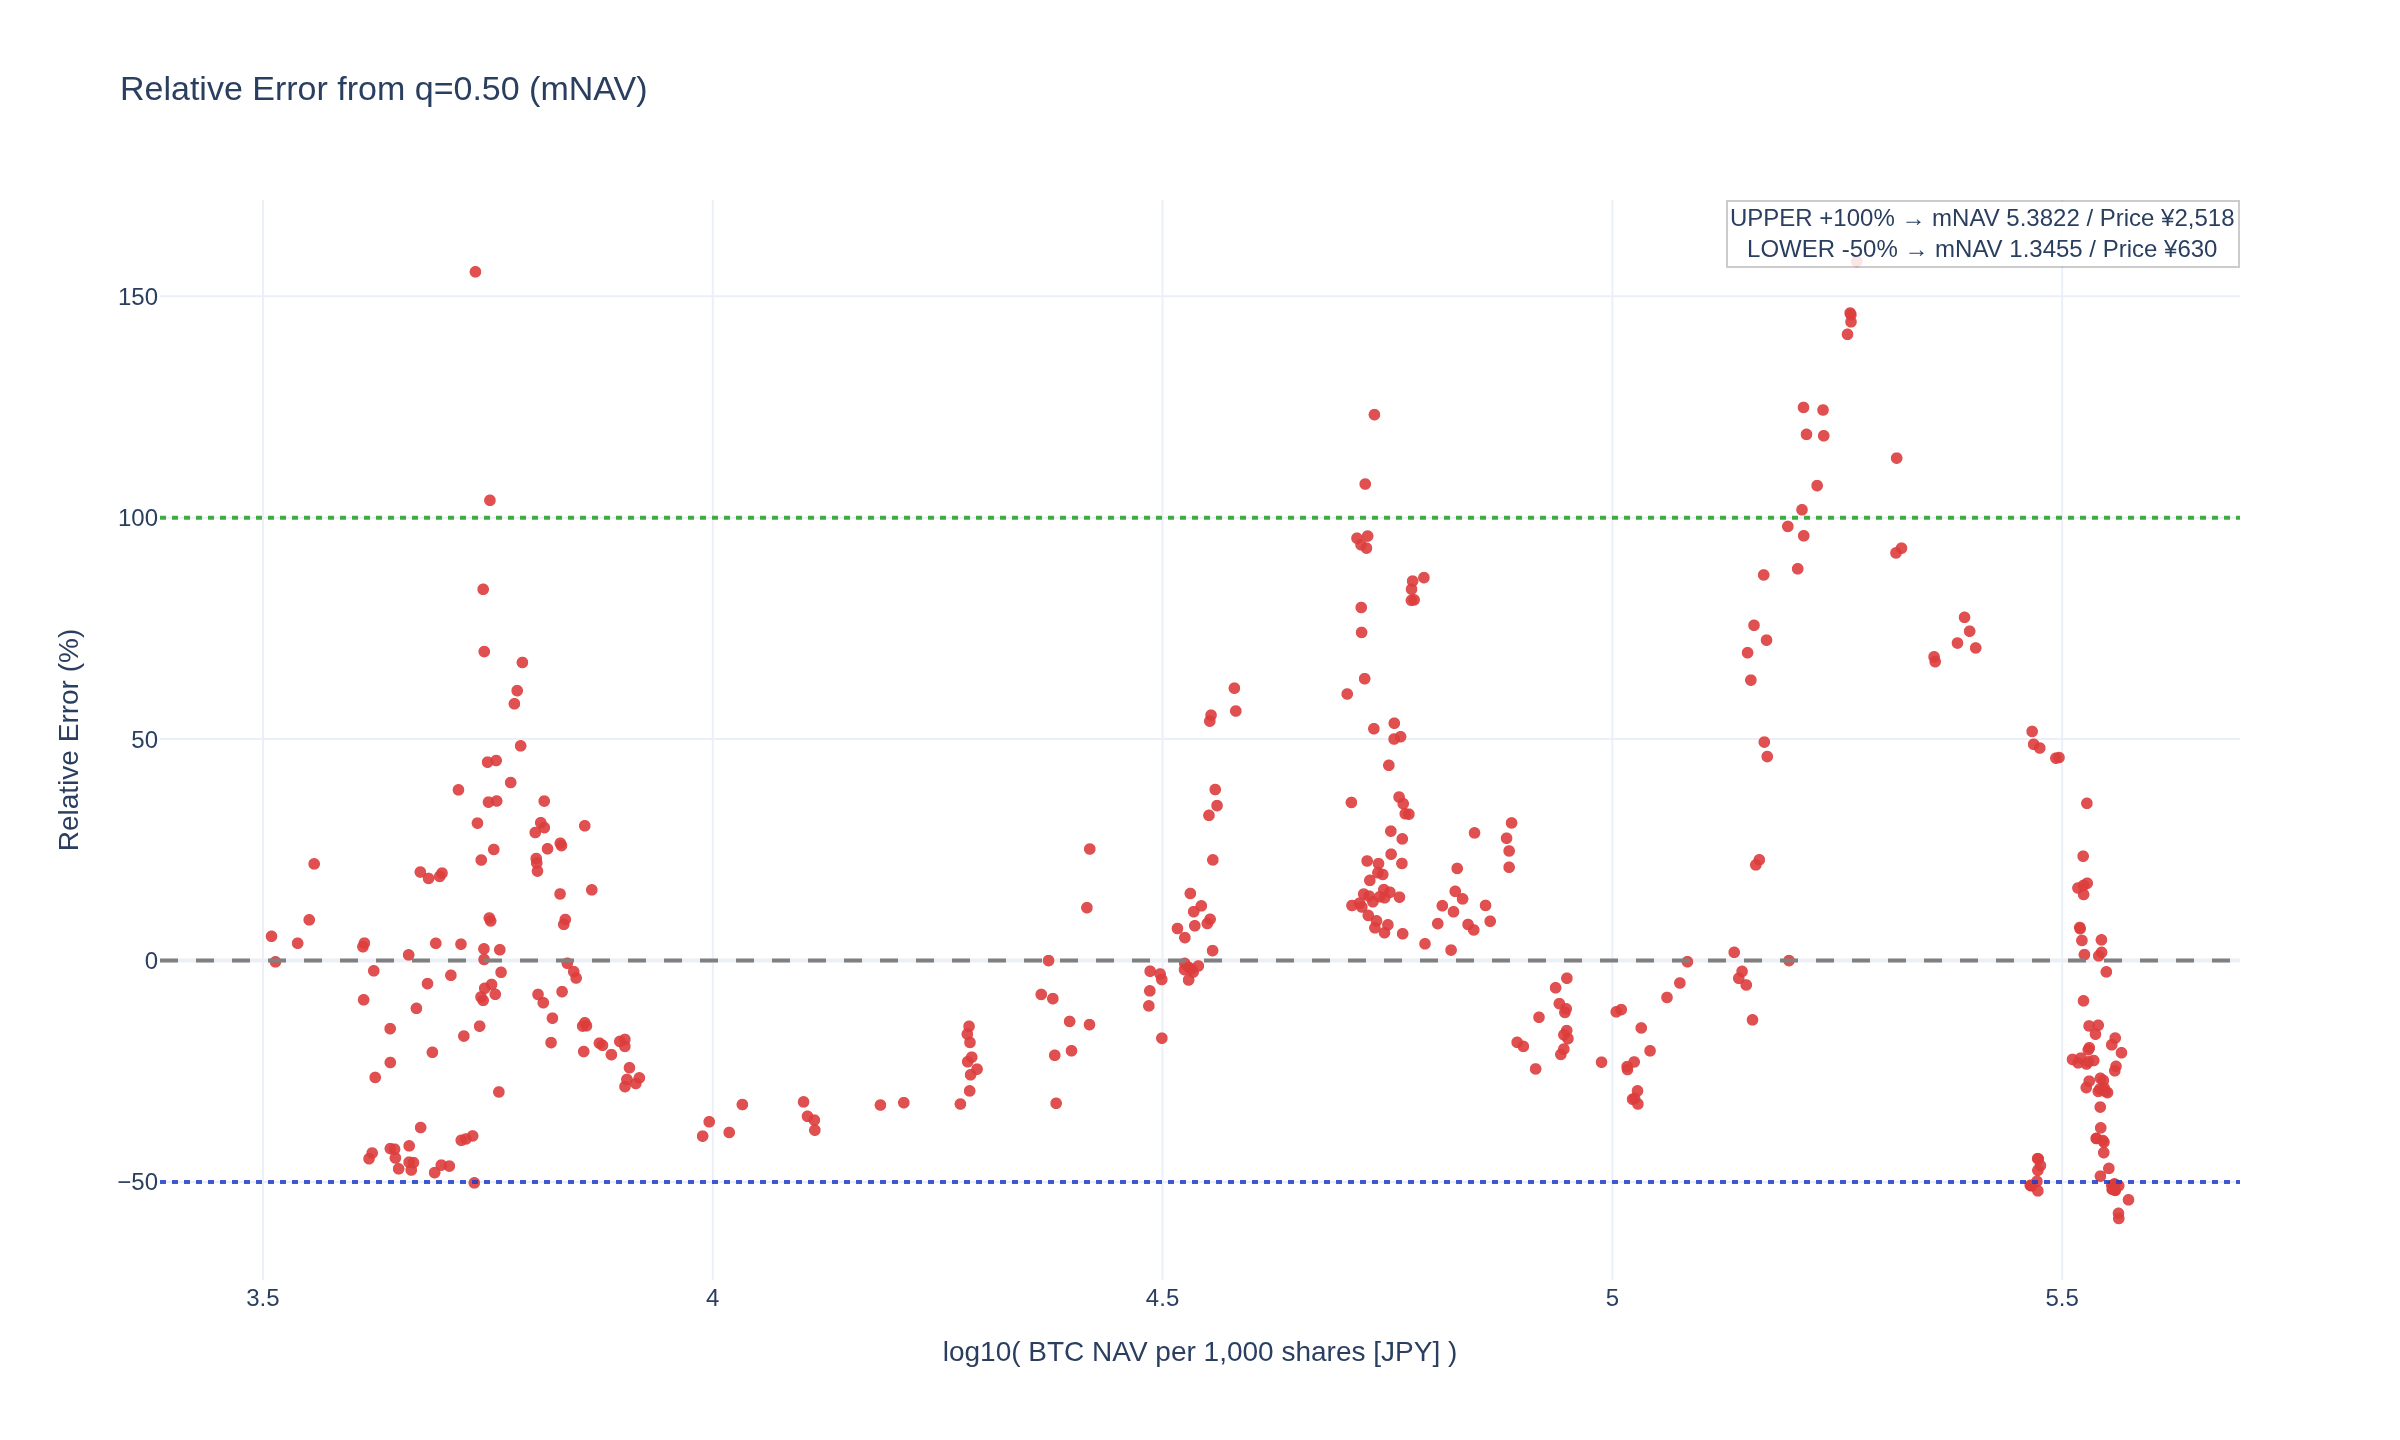 Relative Error from q=0.50 (mNAV)
UPPER +100% → mNAV 5.3822 / Price ¥2,518
LOWER -50% → mNAV 1.3455 / Price ¥630
150
100
50
0
−50
Relative Error (%)
3.5 4 4.5 5 5.5
log10( BTC NAV per 1,000 shares [JPY] )